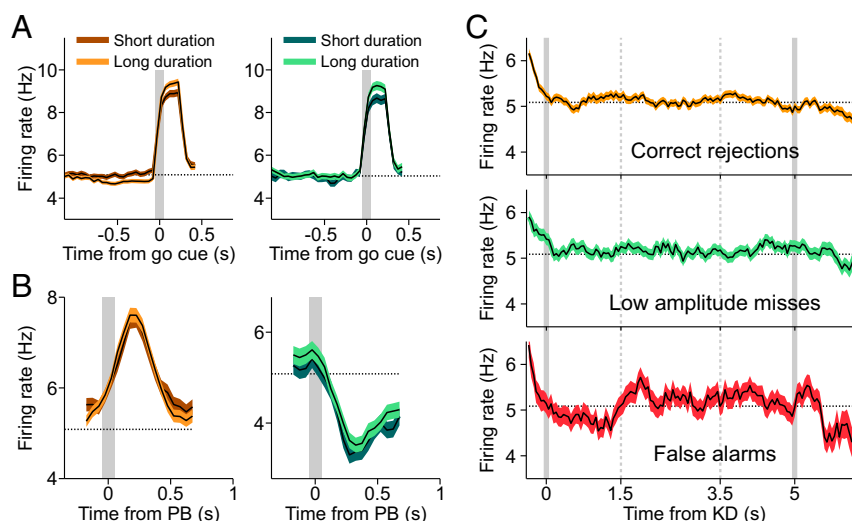 A
Short duration
Long duration
Short duration
Long duration
Firing rate (Hz)
10
8
6
4
-0.5
0
0.5
Time from go cue (s)
10
8
6
4
-0.5
0
0.5
Time from go cue (s)
B
Firing rate (Hz)
8
6
4
0
0.5
1
Time from PB (s)
6
4
0
0.5
1
Time from PB (s)
C
Firing rate (Hz)
6
5
4
Correct rejections
Firing rate (Hz)
6
5
4
Low amplitude misses
Firing rate (Hz)
6
5
4
False alarms
0
1.5
3.5
5
Time from KD (s)